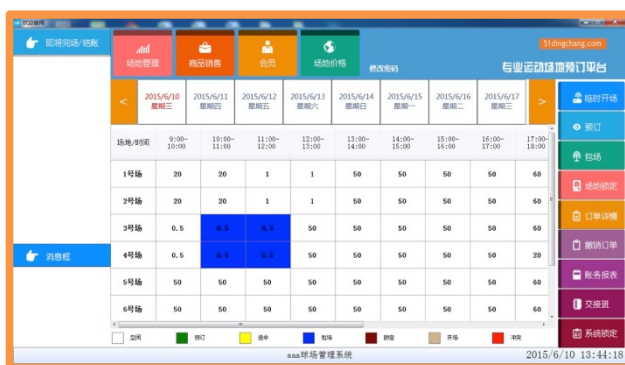 欢迎使用
即将完场/结账
场地管理
商品销售
会员
场地价格
修改密码
51dingchang.com
专业运动场地预订平台
<
2015/6/10 星期三
2015/6/11 星期四
2015/6/12 星期五
2015/6/13 星期六
2015/6/14 星期日
2015/6/15 星期一
2015/6/16 星期二
2015/6/17 星期三
>
场地/时间 9:00-10:00 10:00-11:00 11:00-12:00 12:00-13:00 13:00-14:00 14:00-15:00 15:00-16:00 16:00-17:00 17:00-18:00
1号场 20 20 1 1 50 50 50 50 60
2号场 20 20 1 1 50 50 50 50 60
3号场 0.5 0.5 0.5 50 50 50 50 50 60
4号场 0.5 0.5 0.5 50 50 50 50 50 20
5号场 50 50 50 50 50 50 50 50 60
6号场 50 50 50 50 50 50 50 50 60
消息框
空闲 预订 选中 包场 锁定 开场 冲突
临时开场
预订
包场
场地锁定
订单详情
撤销订单
账务报表
交接班
系统锁定
aaa球场管理系统
2015/6/10 13:44:18